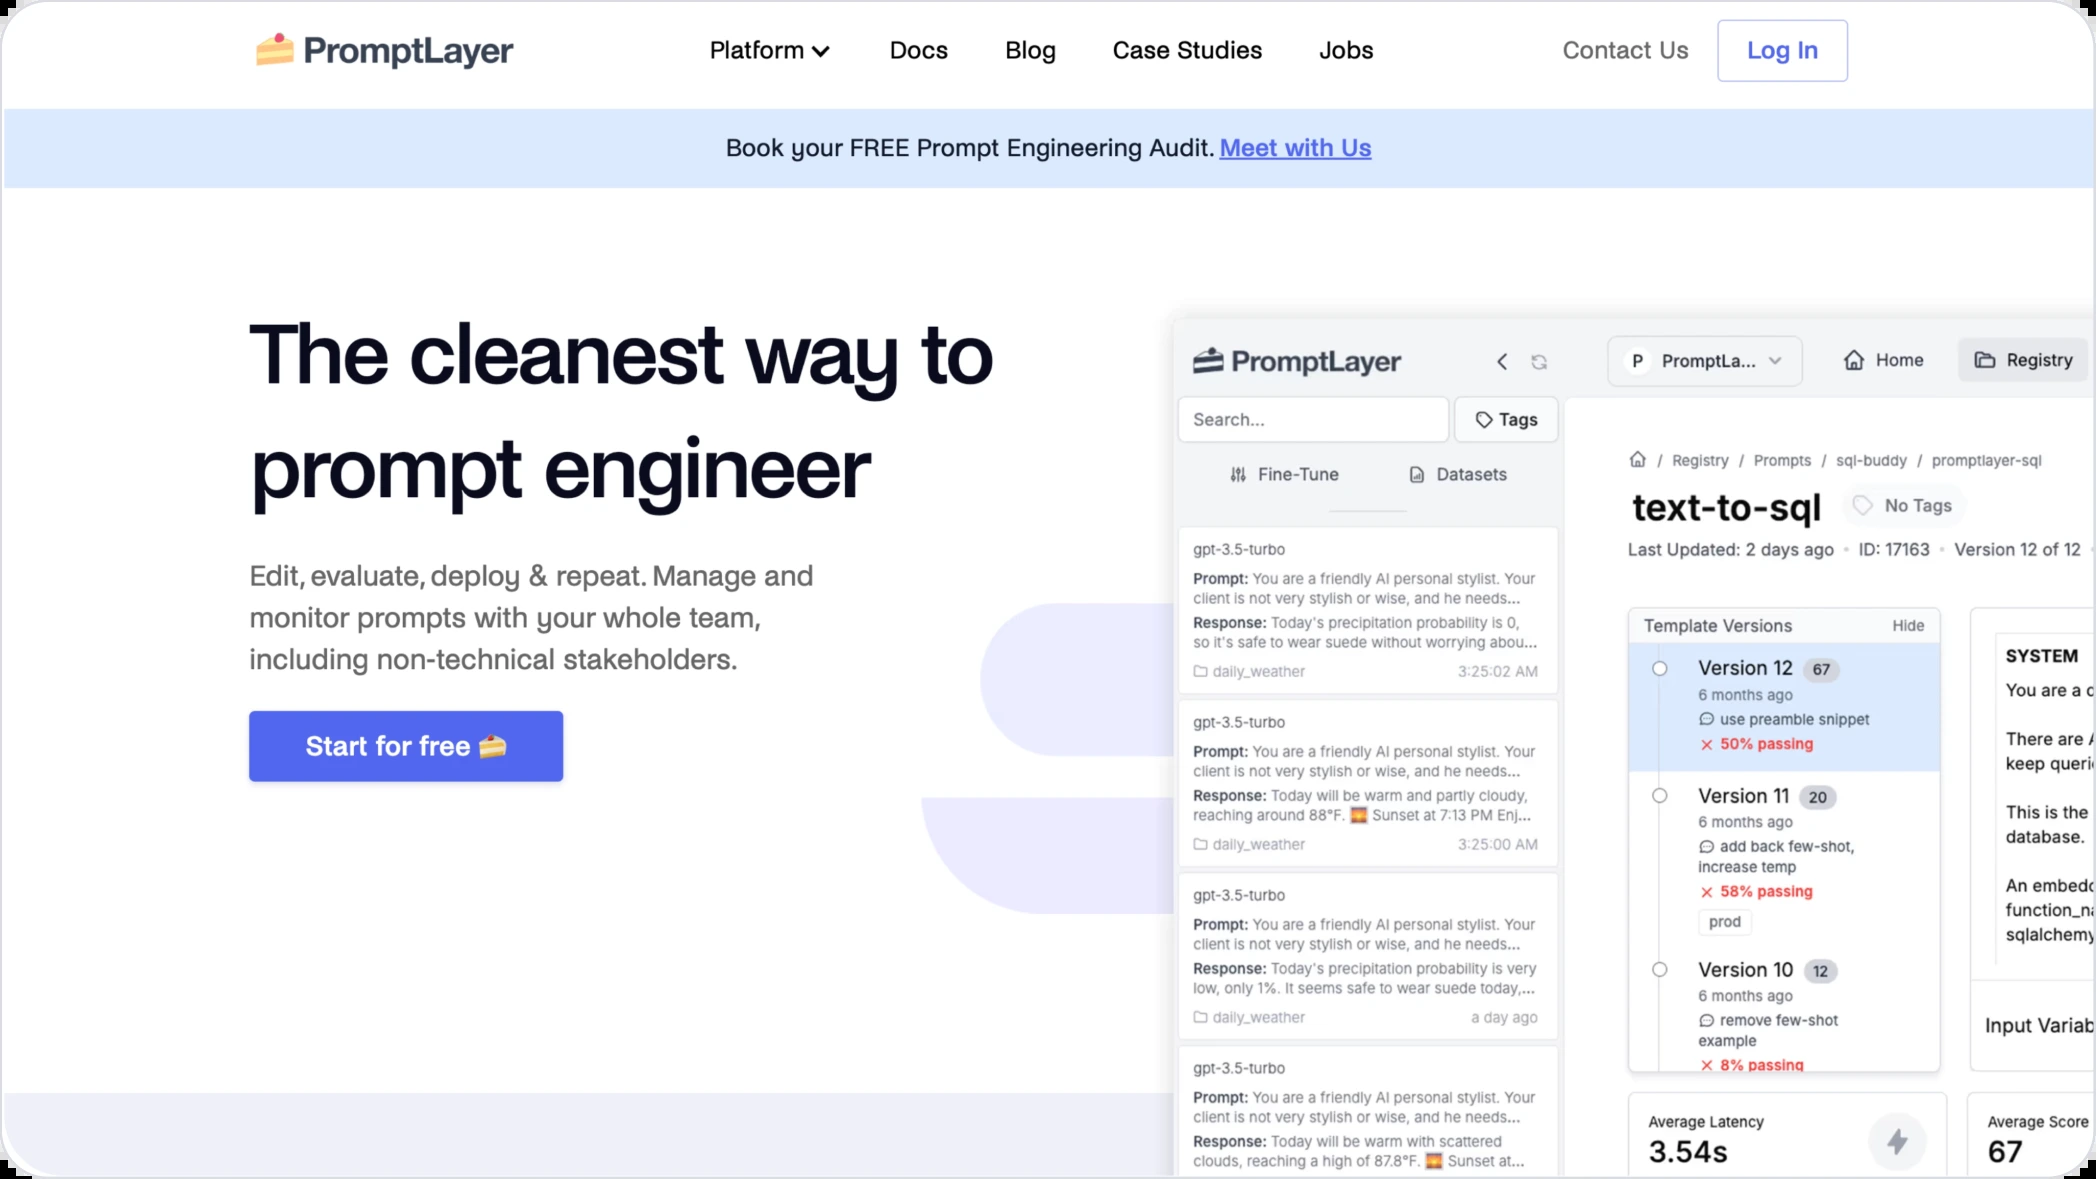 PromptLayer
Platform
Docs
Blog
Case Studies
Jobs
Contact Us
Log In
Book your FREE Prompt Engineering Audit. Meet with Us
The cleanest way to
prompt engineer
Edit, evaluate, deploy & repeat. Manage and
monitor prompts with your whole team,
including non-technical stakeholders.
Start for free
PromptLayer
Search...
Tags
Fine-Tune
Datasets
gpt-3.5-turbo
Prompt: You are a friendly AI personal stylist. Your
client is not very stylish or wise, and he needs...
Response: Today's precipitation probability is 0,
so it's safe to wear suede without worrying abou...
daily_weather
3:25:02 AM
gpt-3.5-turbo
Prompt: You are a friendly AI personal stylist. Your
client is not very stylish or wise, and he needs...
Response: Today will be warm and partly cloudy,
reaching around 88°F. 🌅 Sunset at 7:13 PM Enj...
daily_weather
3:25:00 AM
gpt-3.5-turbo
Prompt: You are a friendly AI personal stylist. Your
client is not very stylish or wise, and he needs...
Response: Today's precipitation probability is very
low, only 1%. It seems safe to wear suede today,...
daily_weather
a day ago
gpt-3.5-turbo
Prompt: You are a friendly AI personal stylist. Your
client is not very stylish or wise, and he needs...
Response: Today will be warm with scattered
clouds, reaching a high of 87.8°F. 🌅 Sunset at...
P PromptLa...
Home
Registry
/ Registry / Prompts / sql-buddy / promptlayer-sql
text-to-sql
No Tags
Last Updated: 2 days ago • ID: 17163 • Version 12 of 12
Template Versions
Hide
Version 12 67
6 months ago
use preamble snippet
50% passing
Version 11 20
6 months ago
add back few-shot,
increase temp
58% passing
prod
Version 10 12
6 months ago
remove few-shot
example
8% passing
SYSTEM
You are a
There are
keep
This is the
database.
An
Input
Average Latency
3.54s
Average Score
67